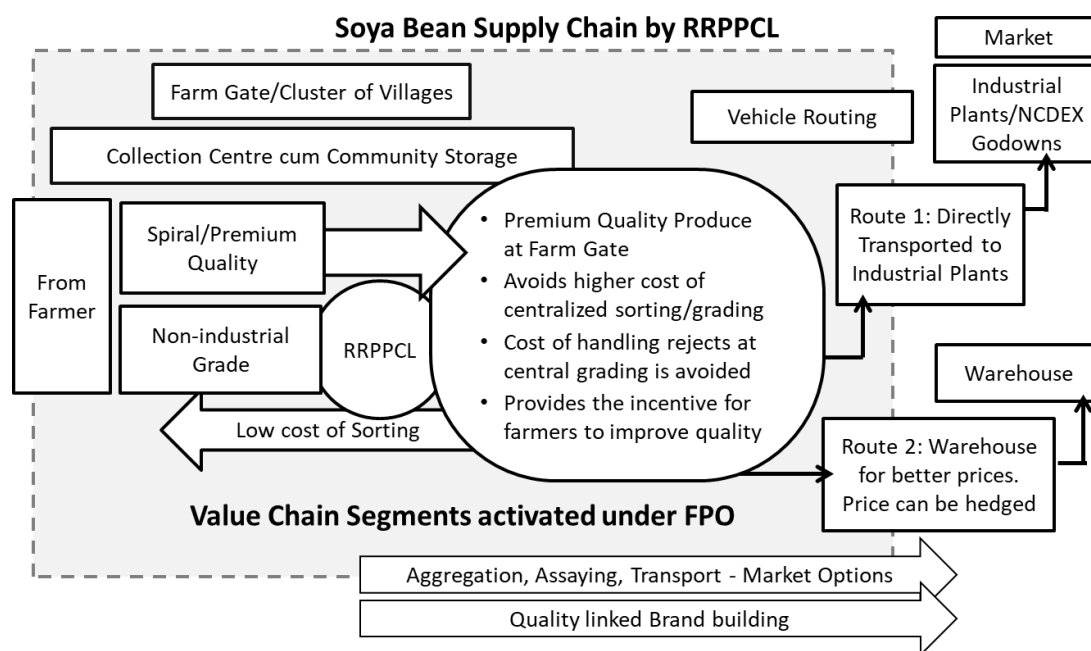 Soya Bean Supply Chain by RRPPCL
Market
Farm Gate/Cluster of Villages
Industrial
Plants/NCDEX
Godowns
Vehicle Routing
Collection Centre cum Community Storage
From
Farmer
Spiral/Premium
Quality
Non-industrial
Grade
RRPPCL
Low cost of Sorting
• Premium Quality Produce
at Farm Gate
• Avoids higher cost of
centralized sorting/grading
• Cost of handling rejects at
central grading is avoided
• Provides the incentive for
farmers to improve quality
Route 1: Directly
Transported to
Industrial Plants
Warehouse
Route 2: Warehouse
for better prices.
Price can be hedged
Value Chain Segments activated under FPO
Aggregation, Assaying, Transport - Market Options
Quality linked Brand building